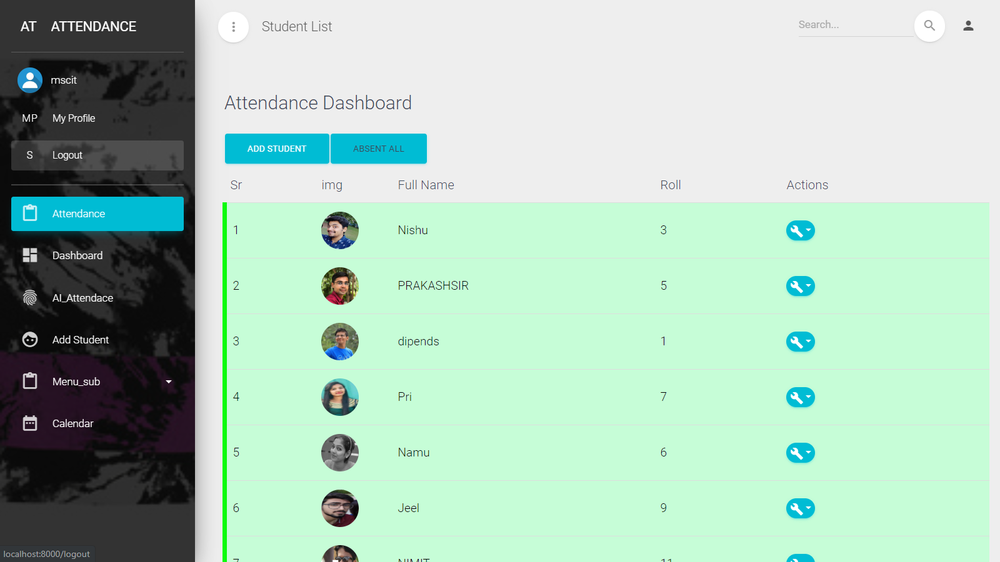 AT ATTENDANCE
mscit
MP My Profile
S Logout
Attendance
Dashboard
AI_Attendace
Add Student
Menu_sub
Calendar
localhost:8000/logout
Student List
Search...
Attendance Dashboard
ADD STUDENT ABSENT ALL
Sr img Full Name Roll Actions
1 Nishu 3
2 PRAKASHSIR 5
3 dipends 1
4 Pri 7
5 Namu 6
6 Jeel 9
7 NIMIT 11